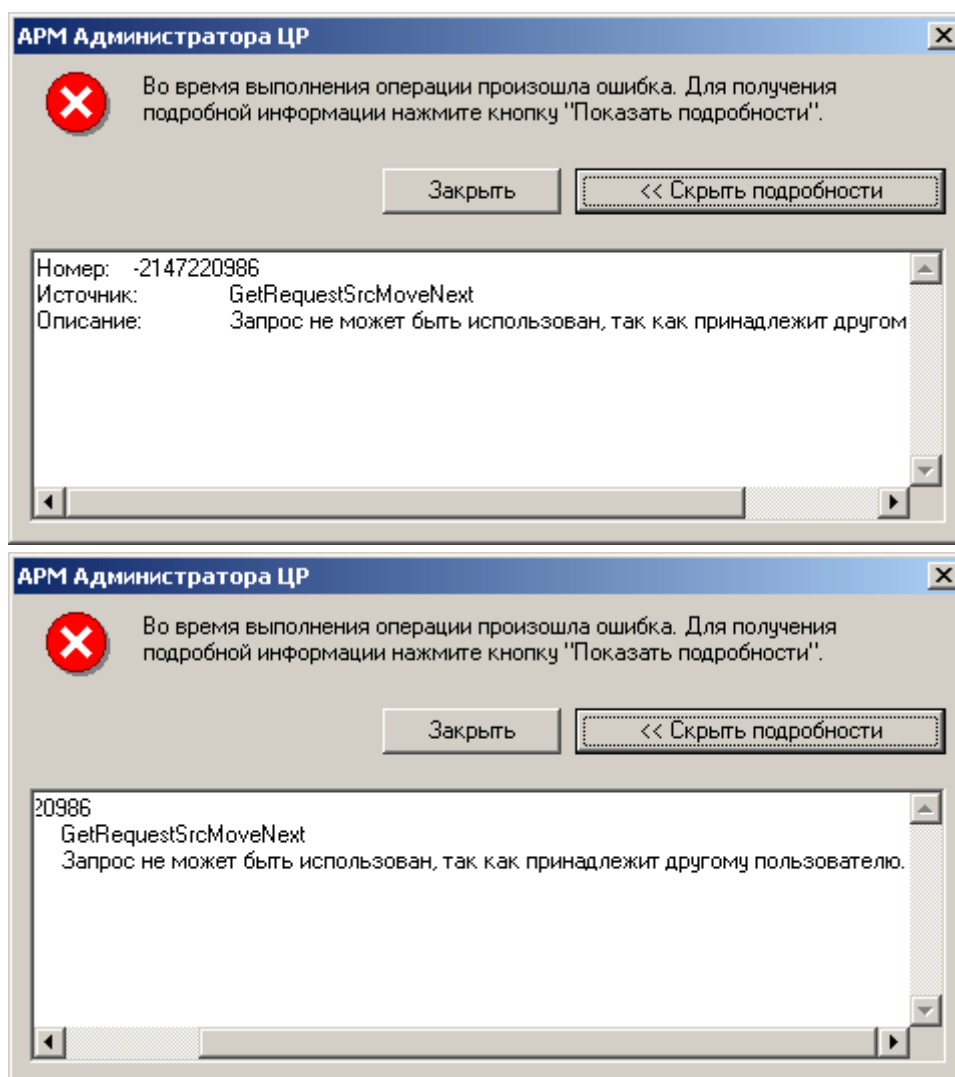 АРМ Администратора ЦР
Во время выполнения операции произошла ошибка. Для получения
подробной информации нажмите кнопку "Показать подробности".
Закрыть
<< Скрыть подробности
Номер: -2147220986
Источник: GetRequestSrcMoveNext
Описание: Запрос не может быть использован, так как принадлежит другом
АРМ Администратора ЦР
Во время выполнения операции произошла ошибка. Для получения
подробной информации нажмите кнопку "Показать подробности".
Закрыть
<< Скрыть подробности
20986
GetRequestSrcMoveNext
Запрос не может быть использован, так как принадлежит другому пользователю.